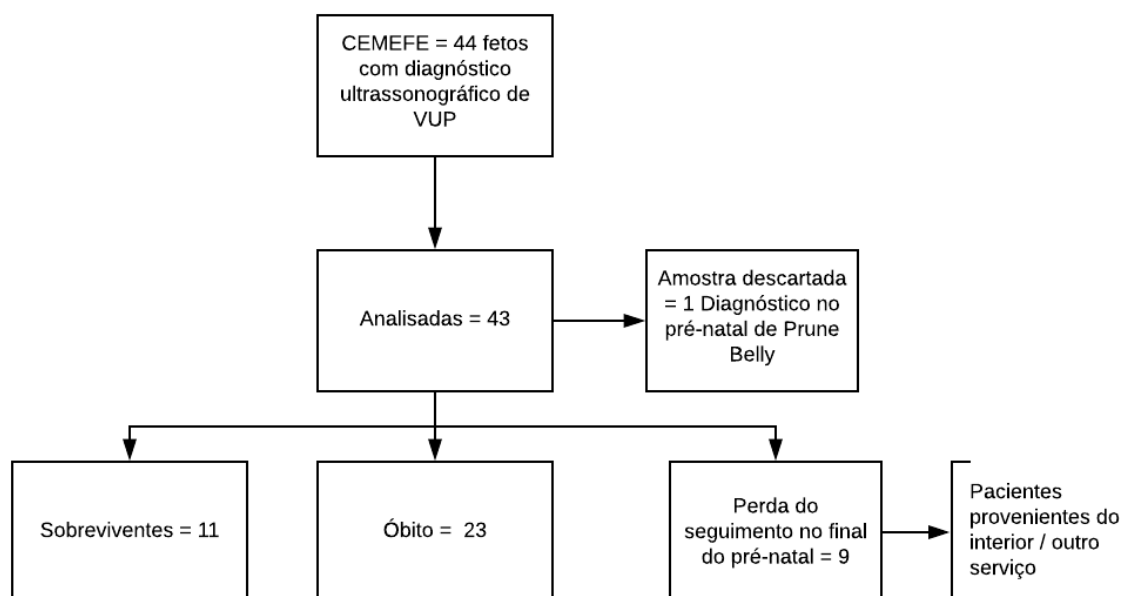 CEMEFE = 44 fetos
com diagnóstico
ultrassonográfico de
VUP
Analisadas = 43
Amostra descartada
= 1 Diagnóstico no
pré-natal de Prune
Belly
Sobreviventes = 11
Óbito = 23
Perda do
seguimento no final
do pré-natal = 9
Pacientes
provenientes do
interior / outro
serviço